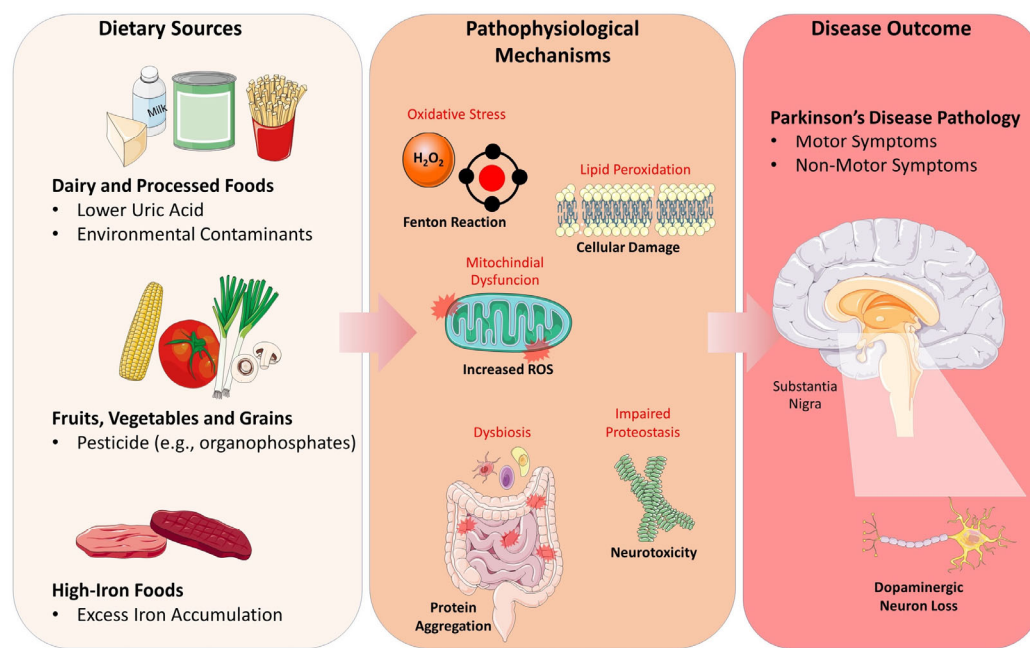 Dietary Sources
Milk
Dairy and Processed Foods
• Lower Uric Acid
• Environmental Contaminants
Fruits, Vegetables and Grains
• Pesticide (e.g., organophosphates)
High-Iron Foods
• Excess Iron Accumulation
Pathophysiological
Mechanisms
Oxidative Stress
H₂O₂
Fenton Reaction
Lipid Peroxidation
Cellular Damage
Mitochindial
Dysfuncion
Increased ROS
Dysbiosis
Protein
Aggregation
Impaired
Proteostasis
Neurotoxicity
Disease Outcome
Parkinson’s Disease Pathology
• Motor Symptoms
• Non-Motor Symptoms
Substantia
Nigra
Dopaminergic
Neuron Loss